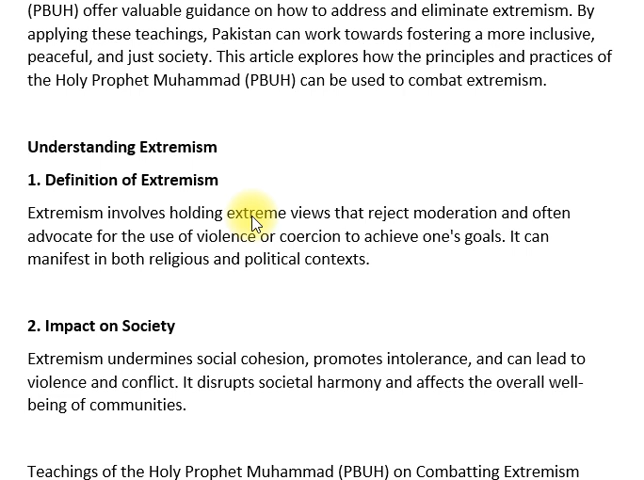 (PBUH) offer valuable guidance on how to address and eliminate extremism. By
applying these teachings, Pakistan can work towards fostering a more inclusive,
peaceful, and just society. This article explores how the principles and practices of
the Holy Prophet Muhammad (PBUH) can be used to combat extremism.
Understanding Extremism
1. Definition of Extremism
Extremism involves holding extreme views that reject moderation and often
advocate for the use of violence or coercion to achieve one's goals. It can
manifest in both religious and political contexts.
2. Impact on Society
Extremism undermines social cohesion, promotes intolerance, and can lead to
violence and conflict. It disrupts societal harmony and affects the overall well-
being of communities.
Teachings of the Holy Prophet Muhammad (PBUH) on Combatting Extremism